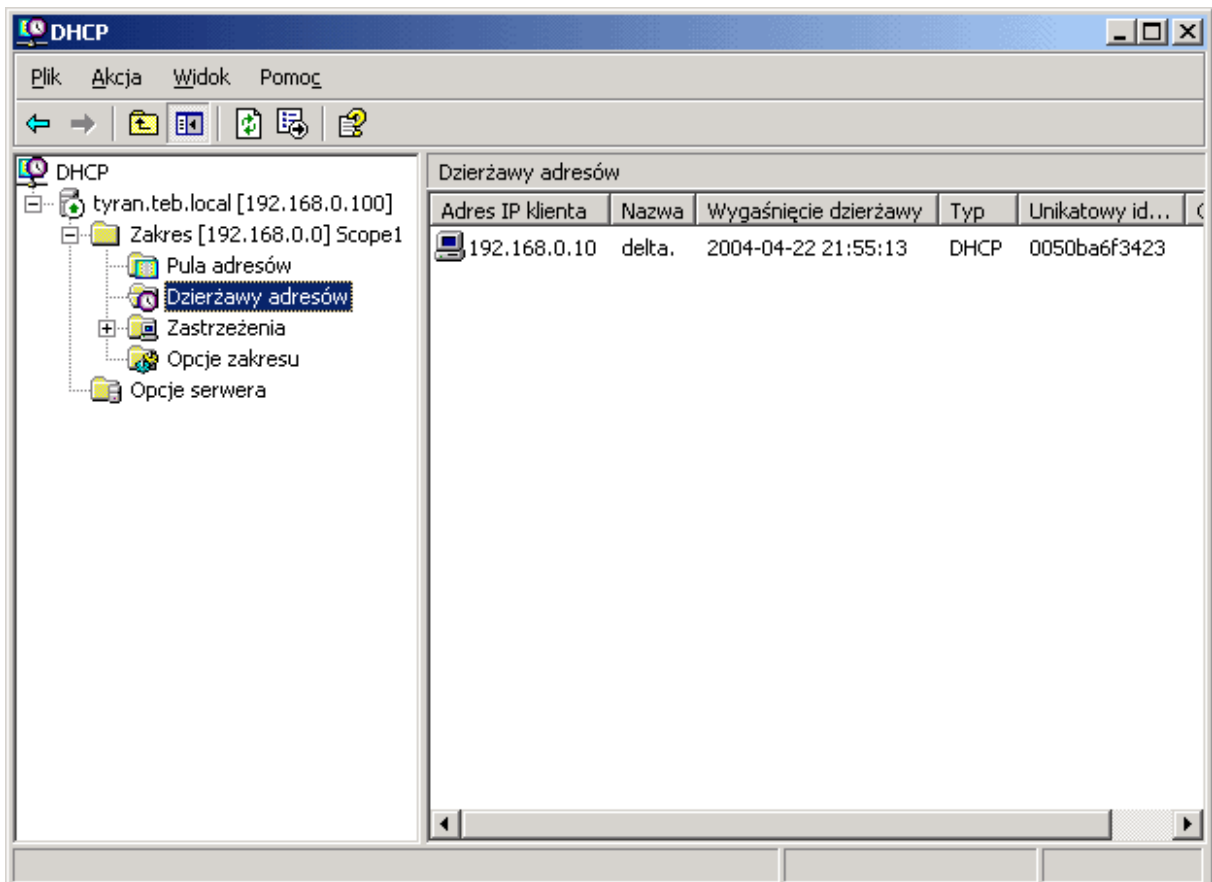 DHCP
Plik Akcja Widok Pomoc
DHCP
tyran.teb.local [192.168.0.100]
Zakres [192.168.0.0] Scope1
Pula adresów
Dzierżawy adresów
Zastrzeżenia
Opcje zakresu
Opcje serwera
Dzierżawy adresów
Adres IP klienta Nazwa Wygaśnięcie dzierżawy Typ Unikatowy id...
192.168.0.10 delta. 2004-04-22 21:55:13 DHCP 0050ba6f3423